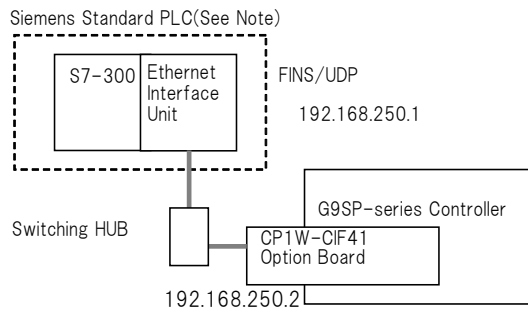 Siemens Standard PLC(See Note)
S7-300
Ethernet
Interface
Unit
FINS/UDP
192.168.250.1
Switching HUB
G9SP-series Controller
CP1W-CIF41
Option Board
192.168.250.2